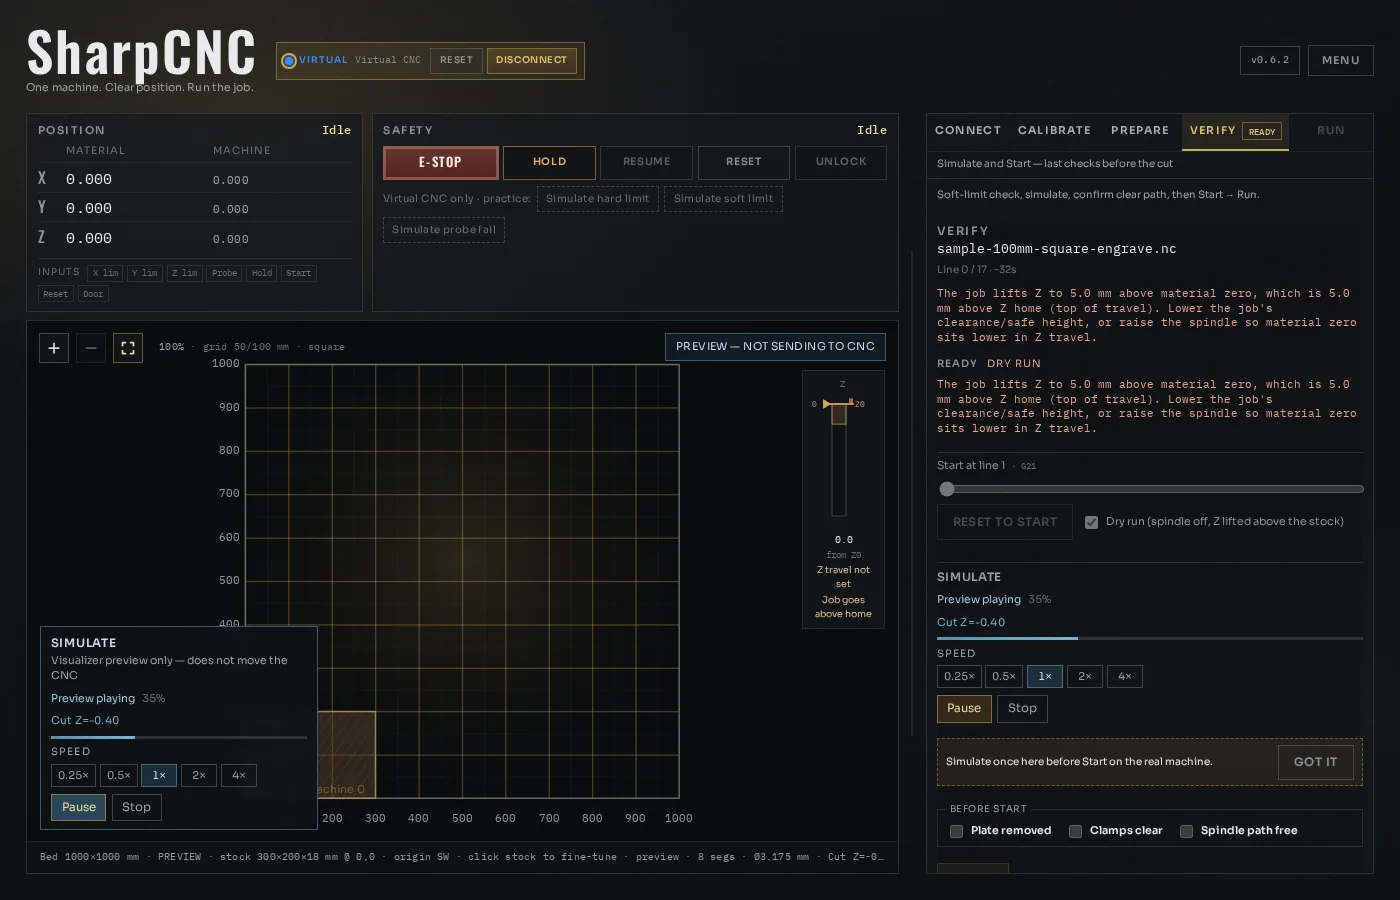 SharpCNC
One machine. Clear position. Run the job.
VIRTUAL Virtual CNC RESET DISCONNECT
v0.6.2 MENU
POSITION Idle
MATERIAL MACHINE
X 0.000 0.000
Y 0.000 0.000
Z 0.000 0.000
INPUTS X lim Y lim Z lim Probe Hold Start
Reset Door
SAFETY Idle
E-STOP HOLD RESUME RESET UNLOCK
Virtual CNC only · practice: Simulate hard limit Simulate soft limit
Simulate probe fail
+ − 100% · grid 50/100 mm · square
PREVIEW — NOT SENDING TO CNC
1000
900
800
700
600
500
400
200 300 400 500 600 700 800 900 1000
achine 0
Z
0 Z0
0.0
from Z0
Z travel not
set
Job goes
above home
SIMULATE
Visualizer preview only — does not move the
CNC
Preview playing 35%
Cut Z=-0.40
SPEED
0.25× 0.5× 1× 2× 4×
Pause Stop
Bed 1000×1000 mm · PREVIEW · stock 300×200×18 mm @ 0,0 · origin SW · click stock to fine-tune · preview · 8 segs · Ø3.175 mm · Cut Z=-0…
CONNECT CALIBRATE PREPARE VERIFY READY RUN
Simulate and Start — last checks before the cut
Soft-limit check, simulate, confirm clear path, then Start → Run.
VERIFY
sample-100mm-square-engrave.nc
Line 0 / 17 · ~32s
The job lifts Z to 5.0 mm above material zero, which is 5.0
mm above Z home (top of travel). Lower the job's
clearance/safe height, or raise the spindle so material zero
sits lower in Z travel.
READY DRY RUN
The job lifts Z to 5.0 mm above material zero, which is 5.0
mm above Z home (top of travel). Lower the job's
clearance/safe height, or raise the spindle so material zero
sits lower in Z travel.
Start at line 1 · G21
RESET TO START Dry run (spindle off, Z lifted above the stock)
SIMULATE
Preview playing 35%
Cut Z=-0.40
SPEED
0.25× 0.5× 1× 2× 4×
Pause Stop
Simulate once here before Start on the real machine. GOT IT
BEFORE START
Plate removed Clamps clear Spindle path free